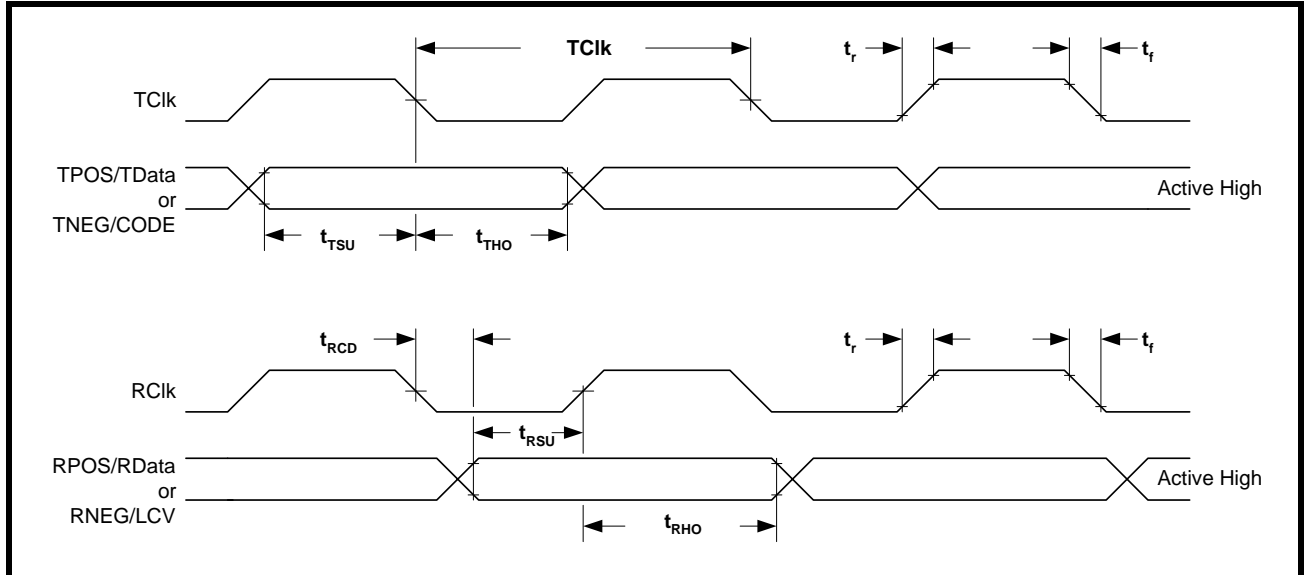 TClk
t_r
t_f
TClk
TPOS/TData
or
TNEG/CODE
Active High
t_TSU
t_THO
t_RCD
t_r
t_f
RClk
t_RSU
RPOS/RData
or
RNEG/LCV
Active High
t_RHO